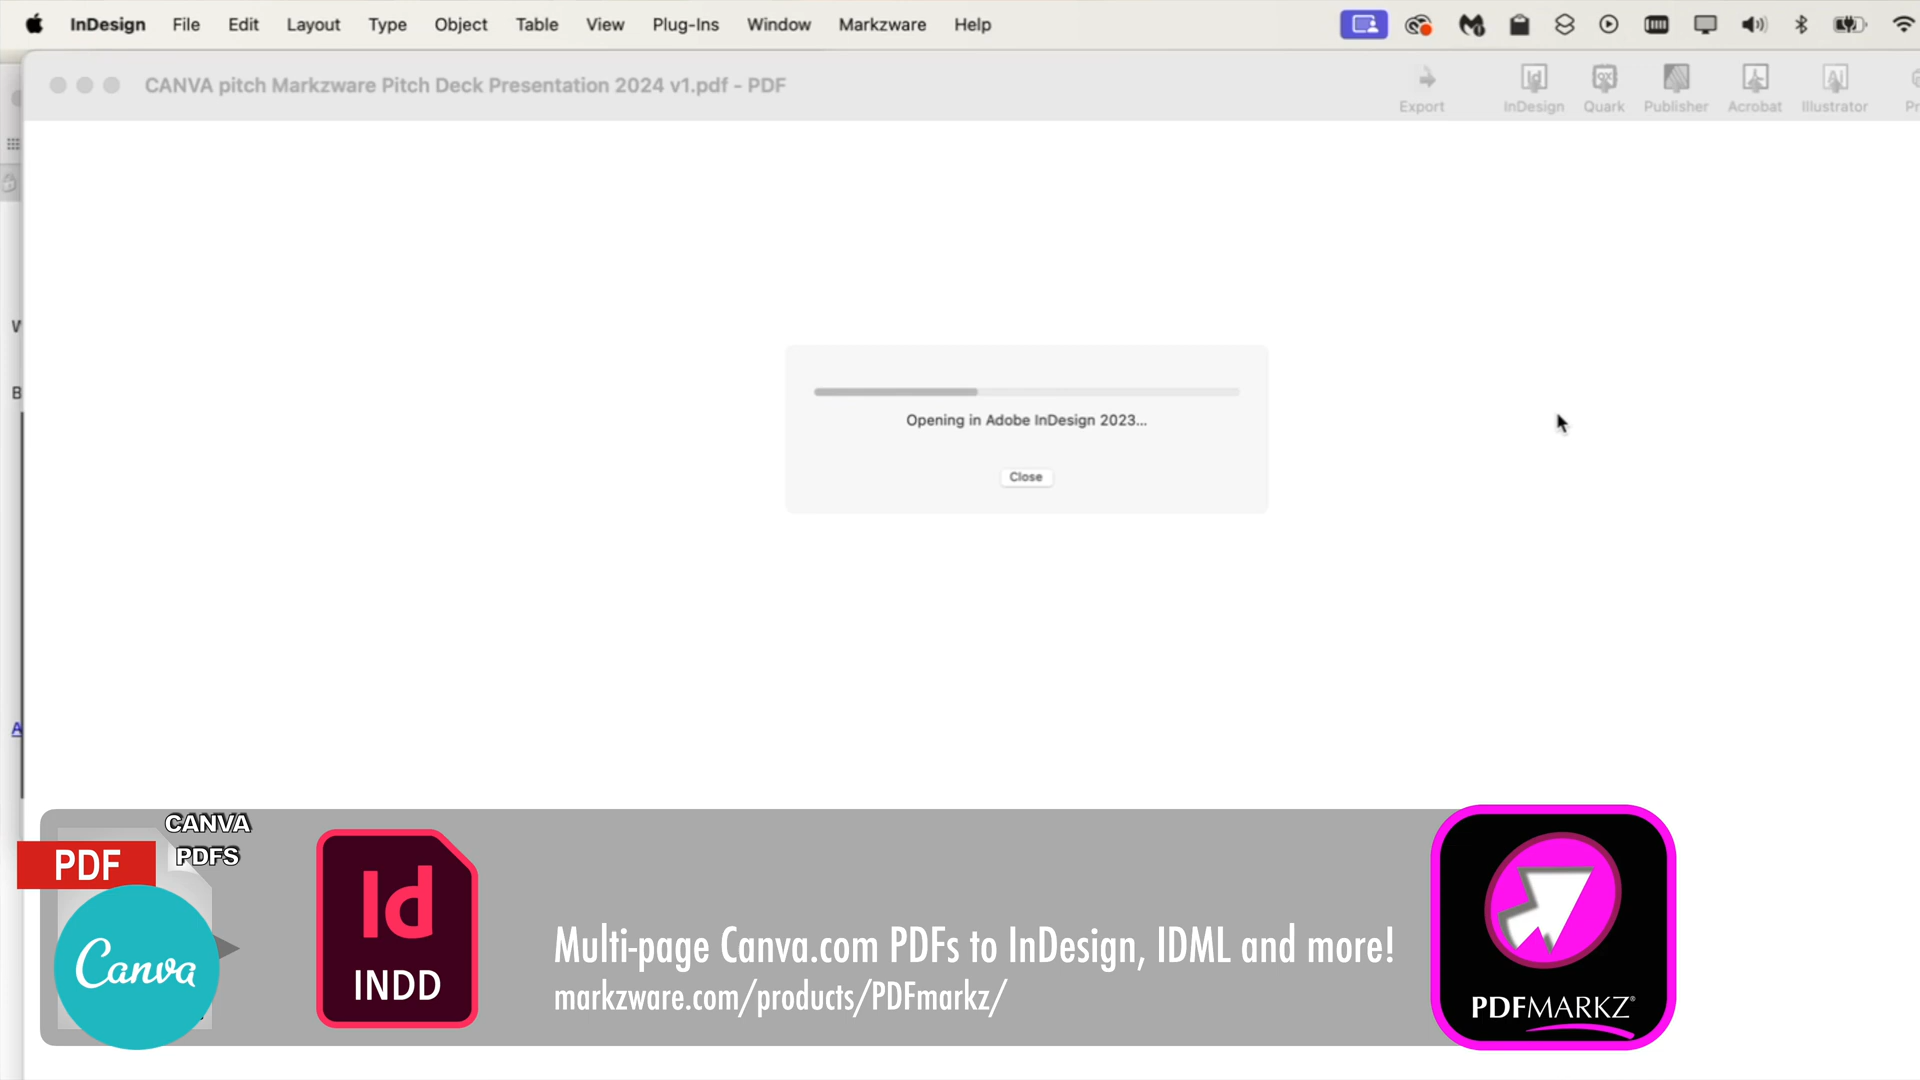 InDesign File Edit Layout Type Object Table View Plug-Ins Window Markzware Help
CANVA pitch Markzware Pitch Deck Presentation 2024 v1.pdf - PDF
Export InDesign Quark Publisher Acrobat Illustrator
Opening in Adobe InDesign 2023...
Close
CANVA
PDFS
PDF
Canva
Id
INDD
Multi-page Canva.com PDFs to InDesign, IDML and more!
markzware.com/products/PDFmarkz/
PDFMARKZ®